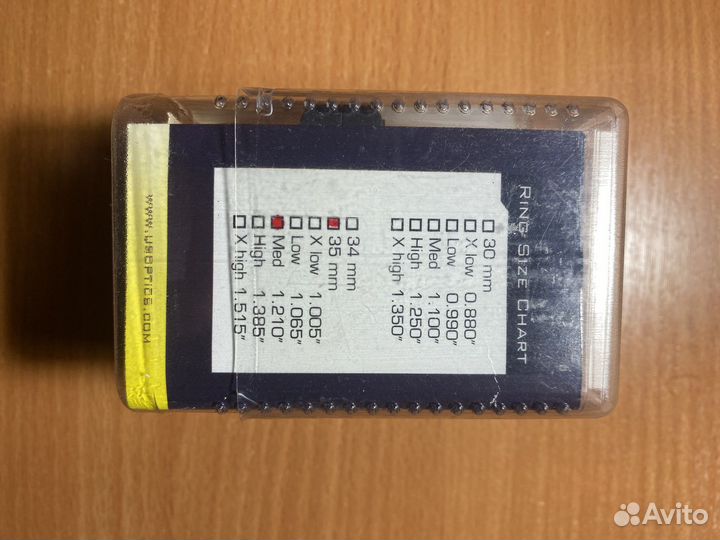 RING SIZE CHART
☐ 30 mm
☐ X low 0.880″
☐ Low 0.990″
☐ Med 1.100″
☐ High 1.250″
☐ X high 1.350″
☐ 34 mm
■ 35 mm
☐ X low 1.005″
☐ Low 1.065″
■ Med 1.210″
☐ High 1.385″
☐ X high 1.515″
WWW.USOPTICS.COM
Avito